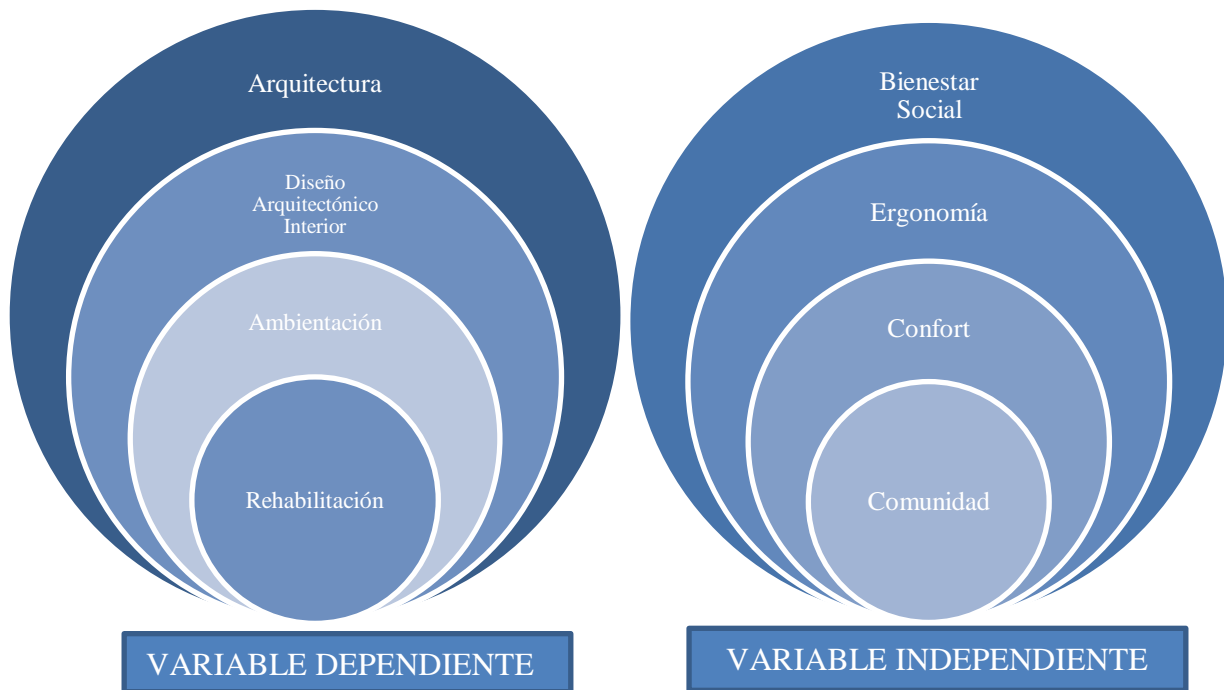 Arquitectura
Diseño
Arquitectónico
Interior
Ambientación
Rehabilitación
VARIABLE DEPENDIENTE
Bienestar
Social
Ergonomía
Confort
Comunidad
VARIABLE INDEPENDIENTE